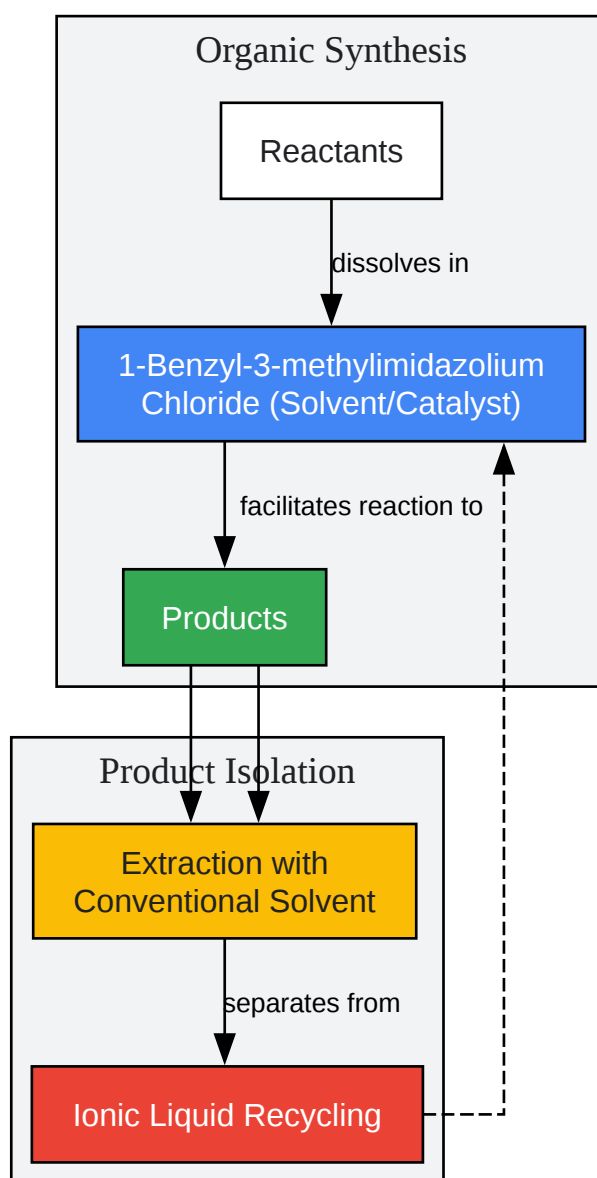 Organic Synthesis
Reactants
dissolves in
1-Benzyl-3-methylimidazolium
Chloride (Solvent/Catalyst)
facilitates reaction to
Products
Product Isolation
Extraction with
Conventional Solvent
separates from
Ionic Liquid Recycling